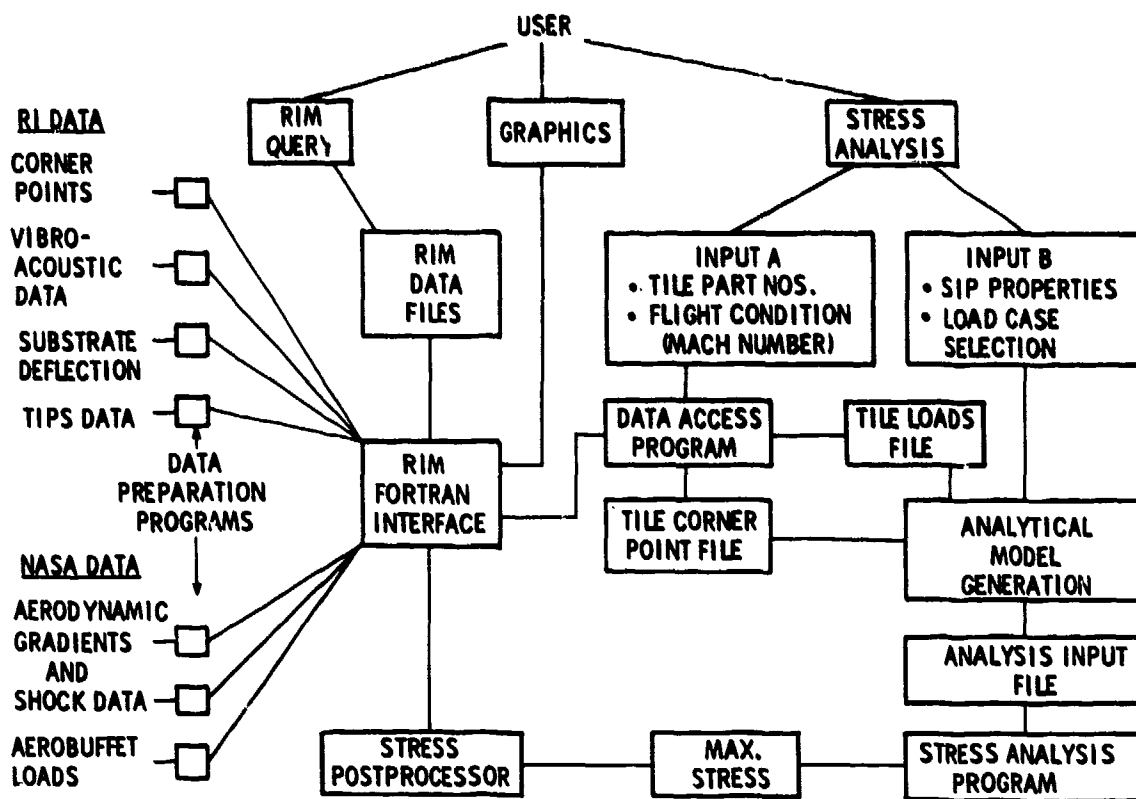 USER
RI DATA
CORNER
POINTS
VIBRO-
ACOUSTIC
DATA
SUBSTRATE
DEFLECTION
TIPS DATA
DATA
PREPARATION
PROGRAMS
NASA DATA
AERODYNAMIC
GRADIENTS
AND
SHOCK DATA
AEROBUFFET
LOADS
RIM
QUERY
GRAPHICS
STRESS
ANALYSIS
RIM
DATA
FILES
INPUT A
• TILE PART NOS.
• FLIGHT CONDITION
(MACH NUMBER)
INPUT B
• SIP PROPERTIES
• LOAD CASE
SELECTION
RIM
FORTRAN
INTERFACE
DATA ACCESS
PROGRAM
TILE LOADS
FILE
TILE CORNER
POINT FILE
ANALYTICAL
MODEL
GENERATION
ANALYSIS INPUT
FILE
STRESS
POSTPROCESSOR
MAX.
STRESS
STRESS ANALYSIS
PROGRAM